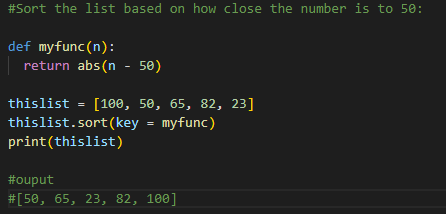 #Sort the list based on how close the number is to 50:
def myfunc(n):
  return abs(n - 50)
thislist = [100, 50, 65, 82, 23]
thislist.sort(key = myfunc)
print(thislist)
#ouput
#[50, 65, 23, 82, 100]